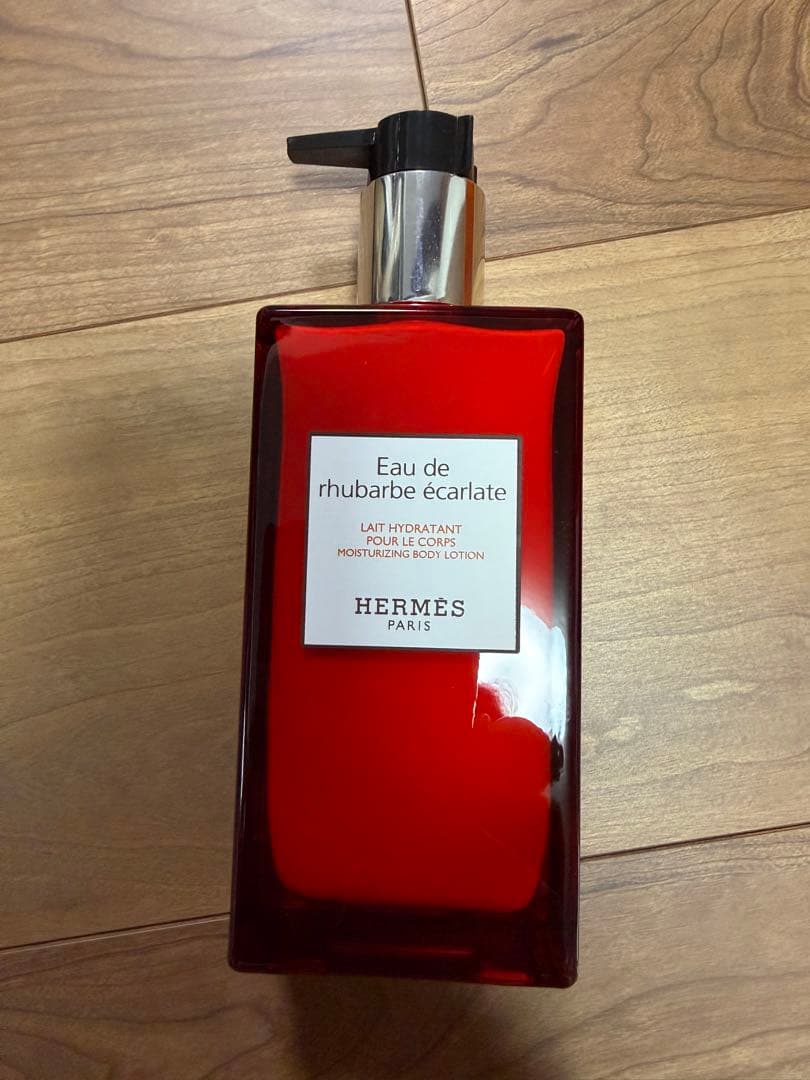 Eau de
rhubarbe écarlate
LAIT HYDRATANT
POUR LE CORPS
MOISTURIZING BODY LOTION
HERMÈS
PARIS